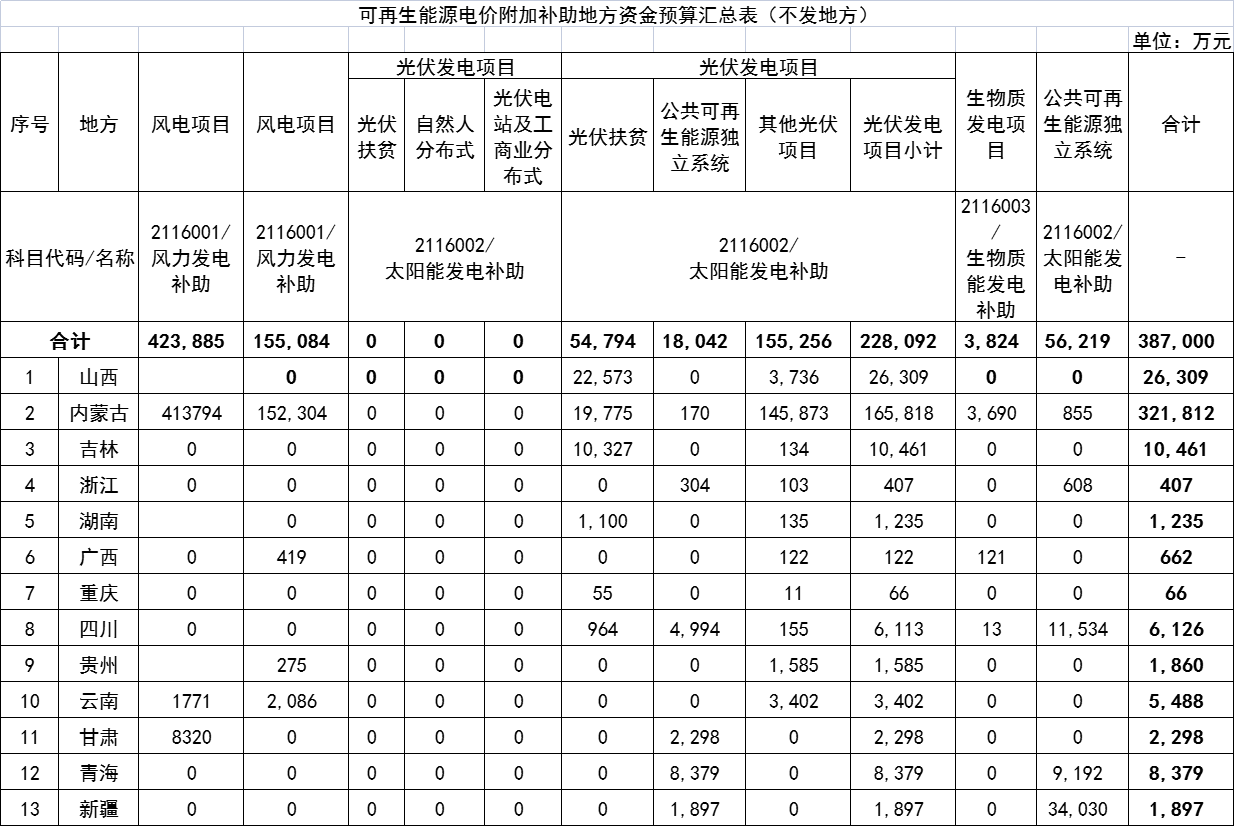 可再生能源电价附加补助地方资金预算汇总表（不发地方）
单位：万元
序号 地方 风电项目 风电项目 光伏发电项目 光伏发电项目 生物质发电项目 公共可再生能源独立系统 合计
光伏扶贫 自然人分布式 光伏电站及工商业分布式 光伏扶贫 公共可再生能源独立系统 其他光伏项目 光伏发电项目小计
科目代码/名称 2116001/风力发电补助 2116001/风力发电补助 2116002/太阳能发电补助 2116002/太阳能发电补助 2116003/生物质能发电补助 2116002/太阳能发电补助 –
合计 423,885 155,084 0 0 0 54,794 18,042 155,256 228,092 3,824 56,219 387,000
1 山西 0 0 0 0 22,573 0 3,736 26,309 0 0 26,309
2 内蒙古 413794 152,304 0 0 0 19,775 170 145,873 165,818 3,690 855 321,812
3 吉林 0 0 0 0 0 10,327 0 134 10,461 0 0 10,461
4 浙江 0 0 0 0 0 0 304 103 407 0 608 407
5 湖南 0 0 0 0 1,100 0 135 1,235 0 0 1,235
6 广西 0 419 0 0 0 0 0 122 122 121 0 662
7 重庆 0 0 0 0 0 55 0 11 66 0 0 66
8 四川 0 0 0 0 0 964 4,994 155 6,113 13 11,534 6,126
9 贵州 275 0 0 0 0 0 1,585 1,585 0 0 1,860
10 云南 1771 2,086 0 0 0 0 0 3,402 3,402 0 0 5,488
11 甘肃 8320 0 0 0 0 0 2,298 0 2,298 0 0 2,298
12 青海 0 0 0 0 0 0 8,379 0 8,379 0 9,192 8,379
13 新疆 0 0 0 0 0 0 1,897 0 1,897 0 34,030 1,897